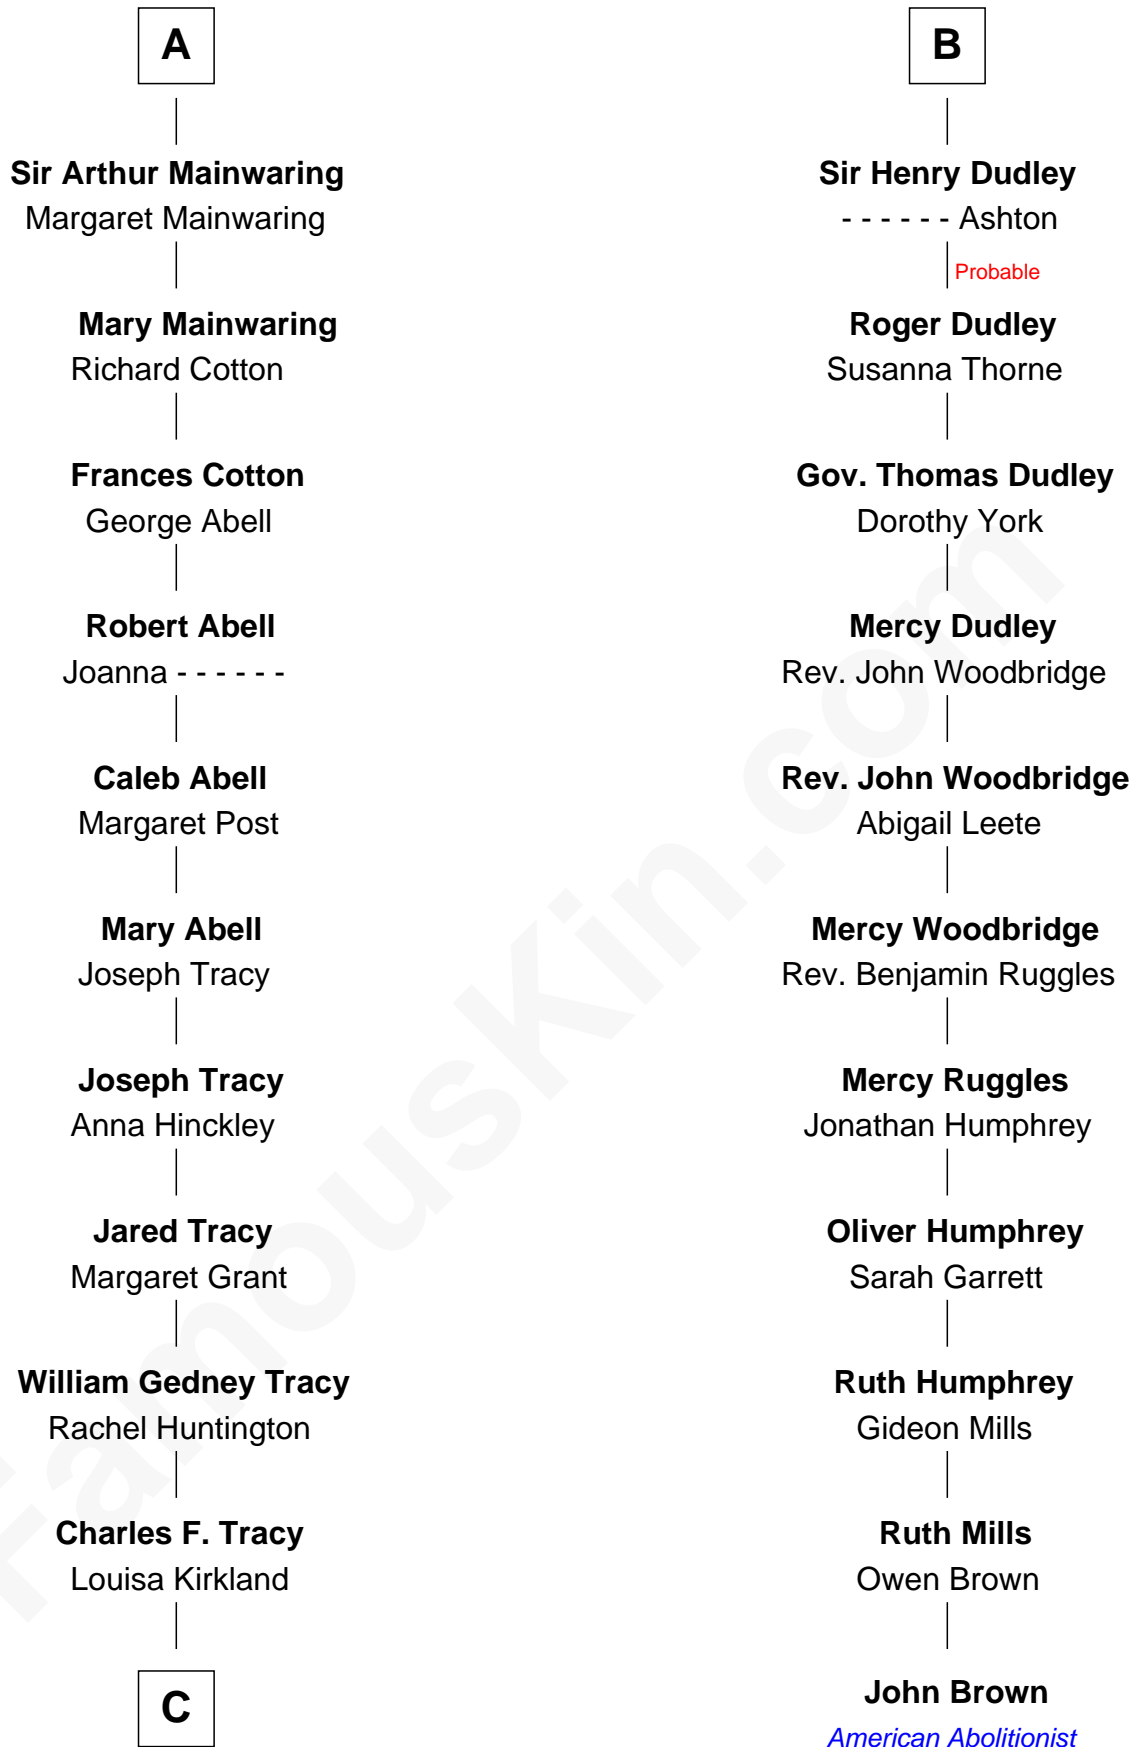 A
Sir Arthur Mainwaring
Margaret Mainwaring
Mary Mainwaring
Richard Cotton
Frances Cotton
George Abell
Robert Abell
Joanna - - - - - -
Caleb Abell
Margaret Post
Mary Abell
Joseph Tracy
Joseph Tracy
Anna Hinckley
Jared Tracy
Margaret Grant
William Gedney Tracy
Rachel Huntington
Charles F. Tracy
Louisa Kirkland
C
B
Sir Henry Dudley
- - - - - - Ashton
Probable
Roger Dudley
Susanna Thorne
Gov. Thomas Dudley
Dorothy York
Mercy Dudley
Rev. John Woodbridge
Rev. John Woodbridge
Abigail Leete
Mercy Woodbridge
Rev. Benjamin Ruggles
Mercy Ruggles
Jonathan Humphrey
Oliver Humphrey
Sarah Garrett
Ruth Humphrey
Gideon Mills
Ruth Mills
Owen Brown
John Brown
American Abolitionist
FamousKin.com